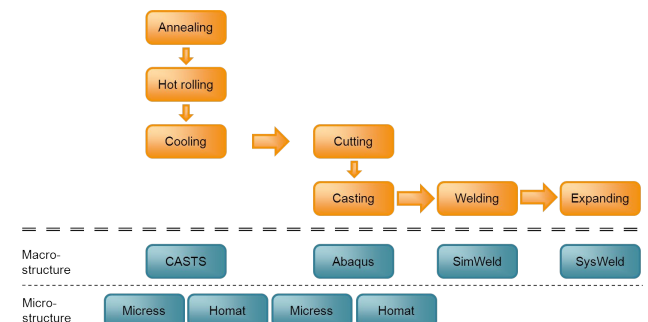 Annealing
Hot rolling
Cooling
Cutting
Casting
Welding
Expanding
Macro-
structure
CASTS
Abaqus
SimWeld
SysWeld
Micro-
structure
Micress
Homat
Micress
Homat